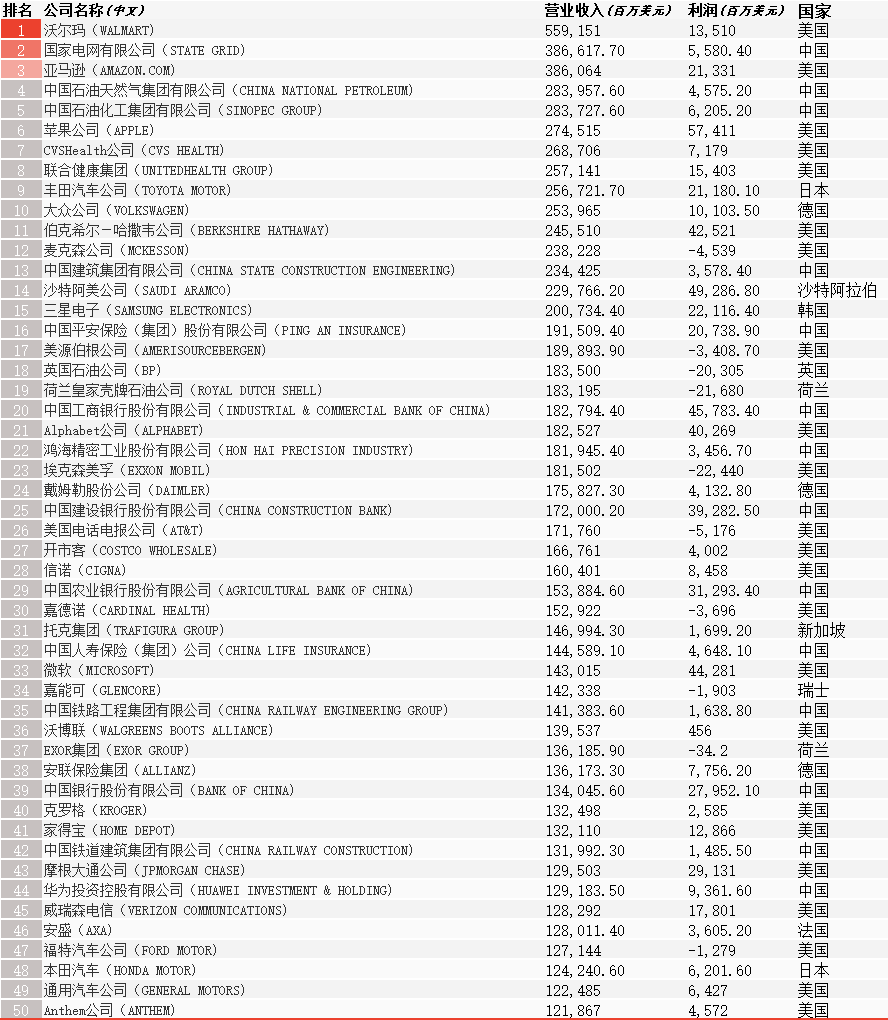 排名 公司名称(中文) 营业收入(百万美元) 利润(百万美元) 国家
1 沃尔玛（WALMART） 559,151 13,510 美国
2 国家电网有限公司（STATE GRID） 386,617.70 5,580.40 中国
3 亚马逊（AMAZON.COM） 386,064 21,331 美国
4 中国石油天然气集团有限公司（CHINA NATIONAL PETROLEUM） 283,957.60 4,575.20 中国
5 中国石油化工集团有限公司（SINOPEC GROUP） 283,727.60 6,205.20 中国
6 苹果公司（APPLE） 274,515 57,411 美国
7 CVSHealth公司（CVS HEALTH） 268,706 7,179 美国
8 联合健康集团（UNITEDHEALTH GROUP） 257,141 15,403 美国
9 丰田汽车公司（TOYOTA MOTOR） 256,721.70 21,180.10 日本
10 大众公司（VOLKSWAGEN） 253,965 10,103.50 德国
11 伯克希尔－哈撒韦公司（BERKSHIRE HATHAWAY） 245,510 42,521 美国
12 麦克森公司（MCKESSON） 238,228 -4,539 美国
13 中国建筑集团有限公司（CHINA STATE CONSTRUCTION ENGINEERING） 234,425 3,578.40 中国
14 沙特阿美公司（SAUDI ARAMCO） 229,766.20 49,286.80 沙特阿拉伯
15 三星电子（SAMSUNG ELECTRONICS） 200,734.40 22,116.40 韩国
16 中国平安保险（集团）股份有限公司（PING AN INSURANCE） 191,509.40 20,738.90 中国
17 美源伯根公司（AMERISOURCEBERGEN） 189,893.90 -3,408.70 美国
18 英国石油公司（BP） 183,500 -20,305 英国
19 荷兰皇家壳牌石油公司（ROYAL DUTCH SHELL） 183,195 -21,680 荷兰
20 中国工商银行股份有限公司（INDUSTRIAL & COMMERCIAL BANK OF CHINA） 182,794.40 45,783.40 中国
21 Alphabet公司（ALPHABET） 182,527 40,269 美国
22 鸿海精密工业股份有限公司（HON HAI PRECISION INDUSTRY） 181,945.40 3,456.70 中国
23 埃克森美孚（EXXON MOBIL） 181,502 -22,440 美国
24 戴姆勒股份公司（DAIMLER） 175,827.30 4,132.80 德国
25 中国建设银行股份有限公司（CHINA CONSTRUCTION BANK） 172,000.20 39,282.50 中国
26 美国电话电报公司（AT&T） 171,760 -5,176 美国
27 开市客（COSTCO WHOLESALE） 166,761 4,002 美国
28 信诺（CIGNA） 160,401 8,458 美国
29 中国农业银行股份有限公司（AGRICULTURAL BANK OF CHINA） 153,884.60 31,293.40 中国
30 嘉德诺（CARDINAL HEALTH） 152,922 -3,696 美国
31 托克集团（TRAFIGURA GROUP） 146,994.30 1,699.20 新加坡
32 中国人寿保险（集团）公司（CHINA LIFE INSURANCE） 144,589.10 4,648.10 中国
33 微软（MICROSOFT） 143,015 44,281 美国
34 嘉能可（GLENCORE） 142,338 -1,903 瑞士
35 中国铁路工程集团有限公司（CHINA RAILWAY ENGINEERING GROUP） 141,383.60 1,638.80 中国
36 沃博联（WALGREENS BOOTS ALLIANCE） 139,537 456 美国
37 EXOR集团（EXOR GROUP） 136,185.90 -34.2 荷兰
38 安联保险集团（ALLIANZ） 136,173.30 7,756.20 德国
39 中国银行股份有限公司（BANK OF CHINA） 134,045.60 27,952.10 中国
40 克罗格（KROGER） 132,498 2,585 美国
41 家得宝（HOME DEPOT） 132,110 12,866 美国
42 中国铁道建筑集团有限公司（CHINA RAILWAY CONSTRUCTION） 131,992.30 1,485.50 中国
43 摩根大通公司（JPMORGAN CHASE） 129,503 29,131 美国
44 华为投资控股有限公司（HUAWEI INVESTMENT & HOLDING） 129,183.50 9,361.60 中国
45 威瑞森电信（VERIZON COMMUNICATIONS） 128,292 17,801 美国
46 安盛（AXA） 128,011.40 3,605.20 法国
47 福特汽车公司（FORD MOTOR） 127,144 -1,279 美国
48 本田汽车（HONDA MOTOR） 124,240.60 6,201.60 日本
49 通用汽车公司（GENERAL MOTORS） 122,485 6,427 美国
50 Anthem公司（ANTHEM） 121,867 4,572 美国